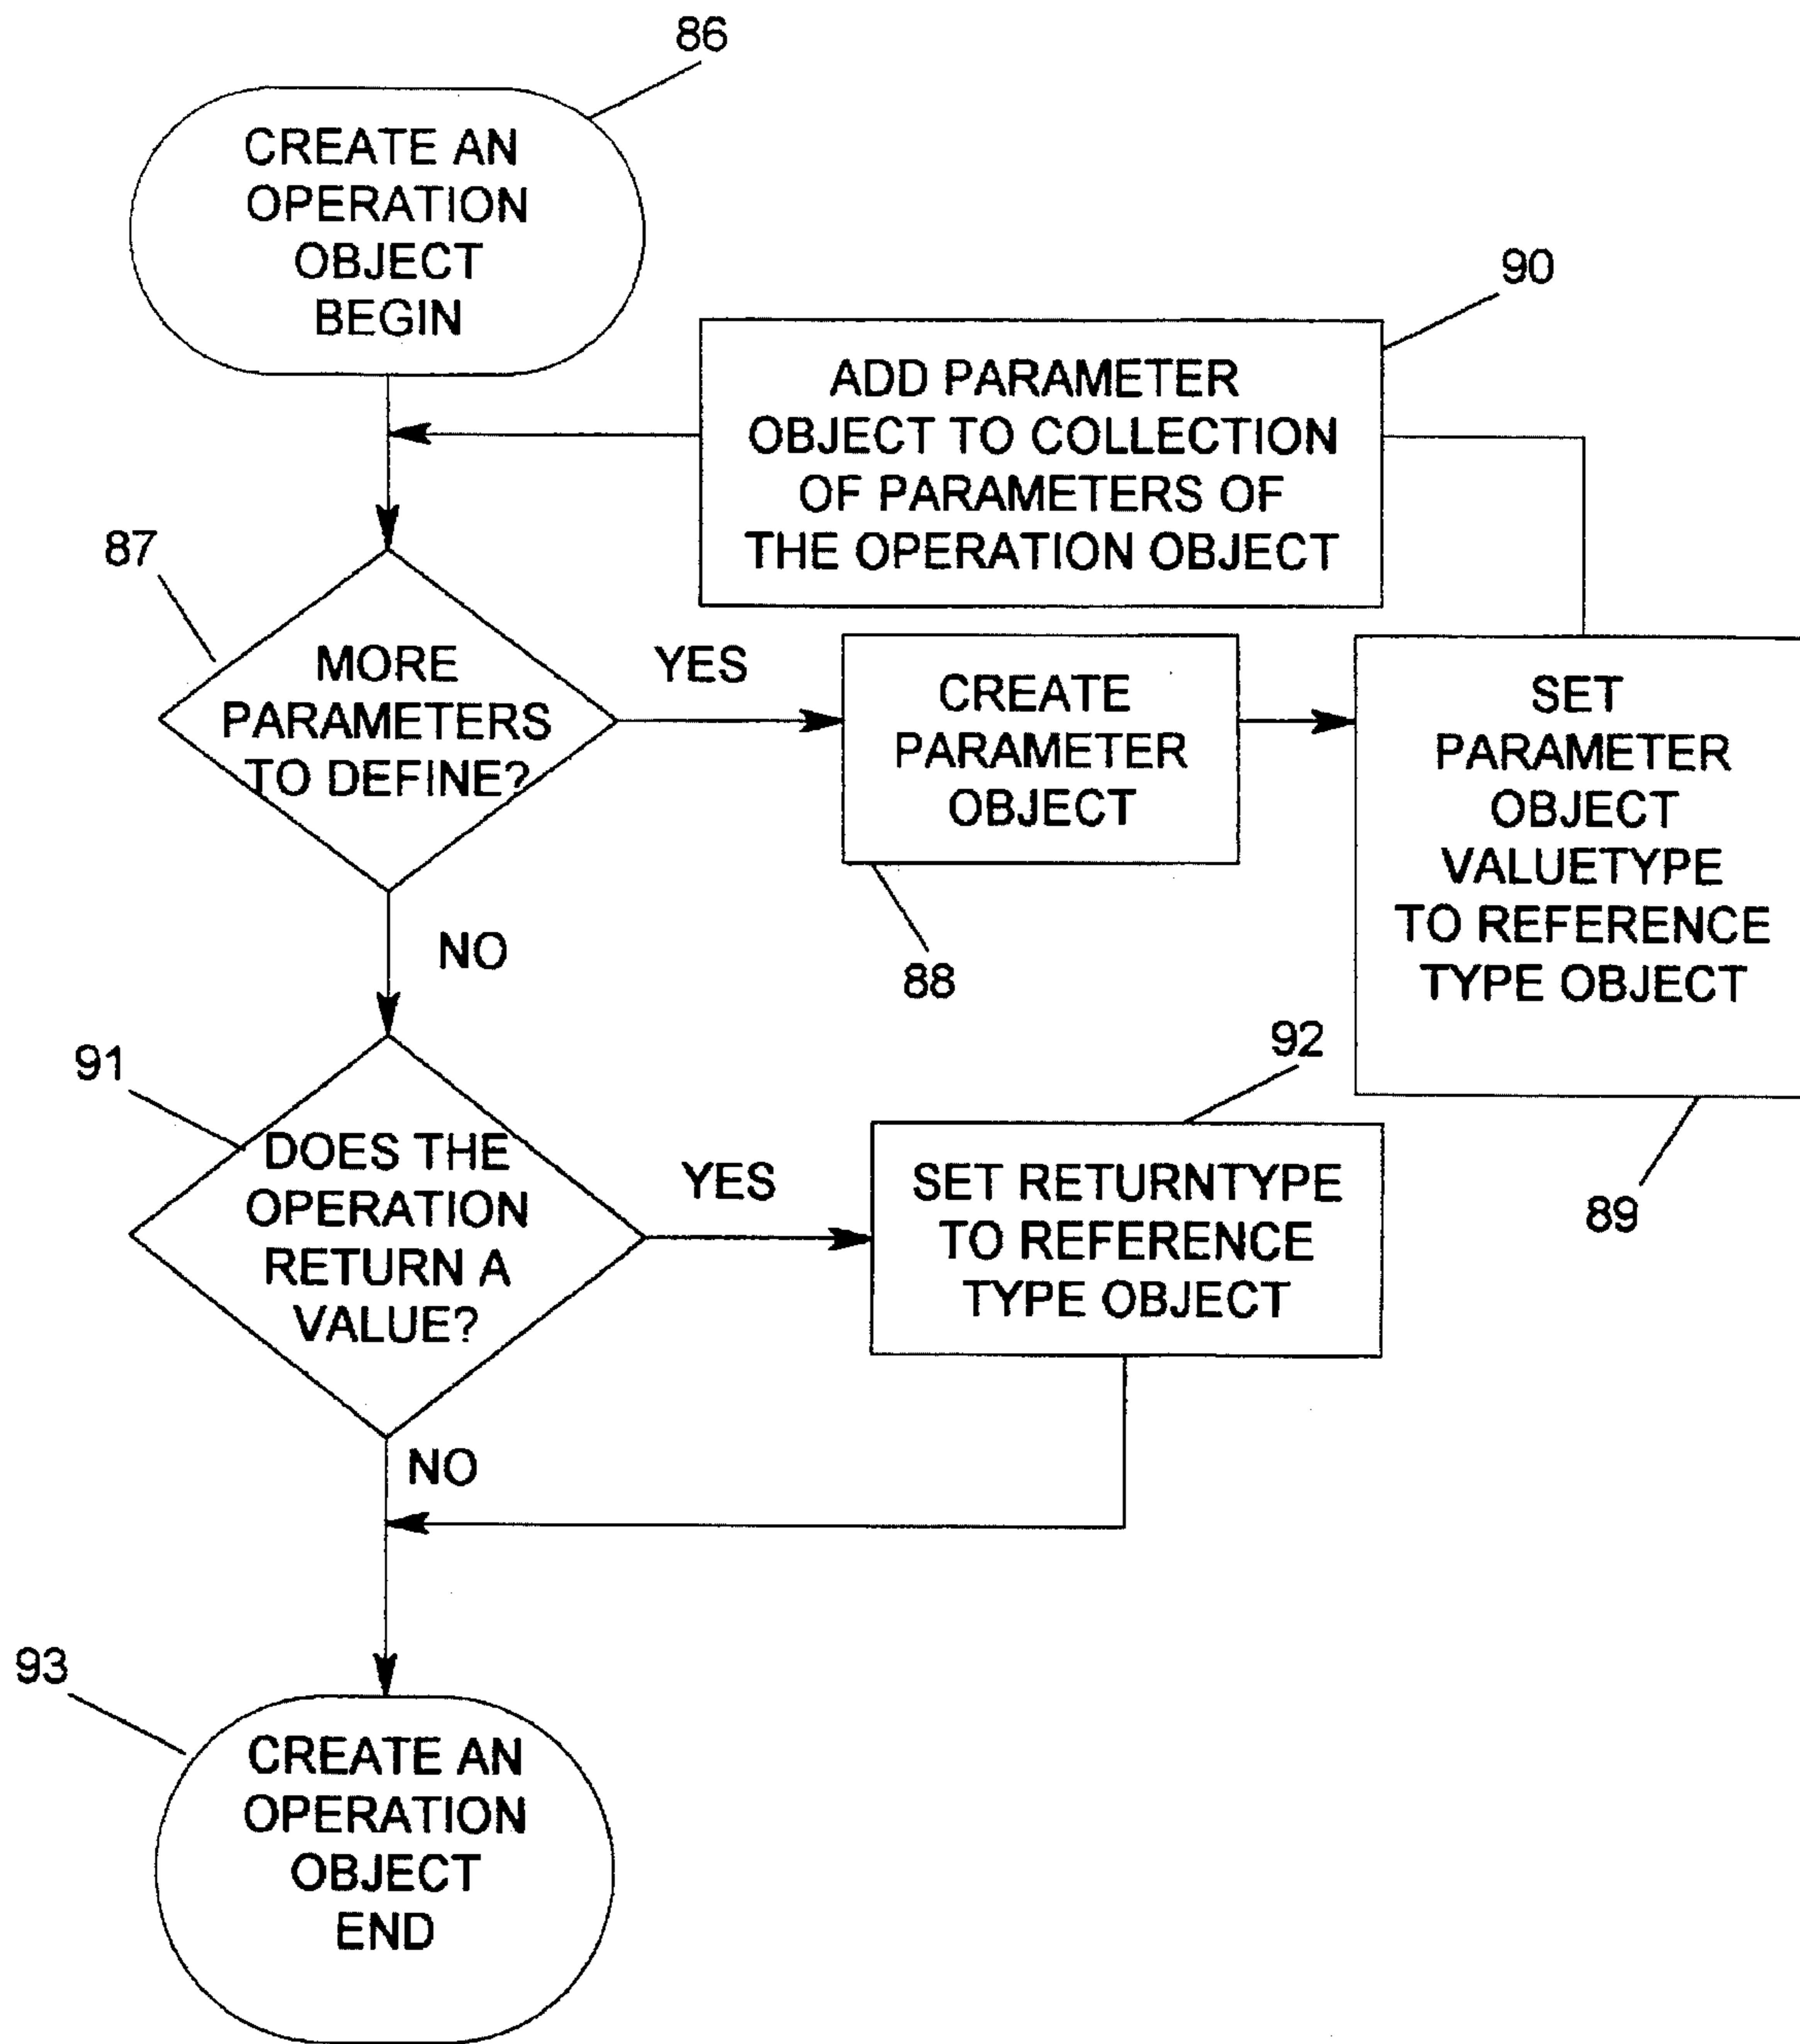 86
CREATE AN
OPERATION
OBJECT
BEGIN
90
ADD PARAMETER
OBJECT TO COLLECTION
OF PARAMETERS OF
THE OPERATION OBJECT
87
MORE
PARAMETERS
TO DEFINE?
YES
CREATE
PARAMETER
OBJECT
88
SET
PARAMETER
OBJECT
VALUETYPE
TO REFERENCE
TYPE OBJECT
89
NO
91
DOES THE
OPERATION
RETURN A
VALUE?
YES
92
SET RETURNTYPE
TO REFERENCE
TYPE OBJECT
NO
93
CREATE AN
OPERATION
OBJECT
END